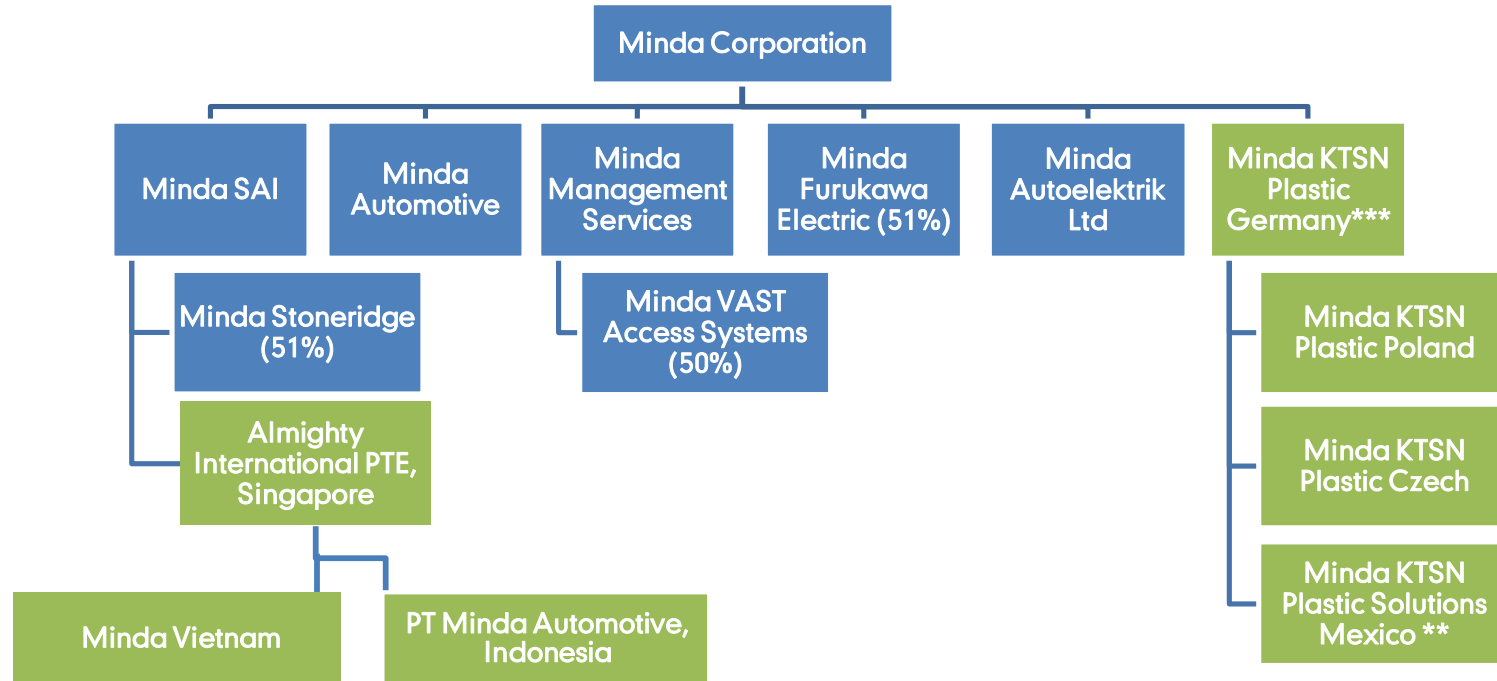 Minda Corporation
Minda SAI
Minda
Automotive
Minda
Management
Services
Minda
Furukawa
Electric (51%)
Minda
Autoelektrik
Ltd
Minda KTSN
Plastic
Germany***
Minda Stoneridge
(51%)
Minda VAST
Access Systems
(50%)
Minda KTSN
Plastic Poland
Almighty
International PTE,
Singapore
Minda KTSN
Plastic Czech
Minda Vietnam
PT Minda Automotive,
Indonesia
Minda KTSN
Plastic Solutions
Mexico **